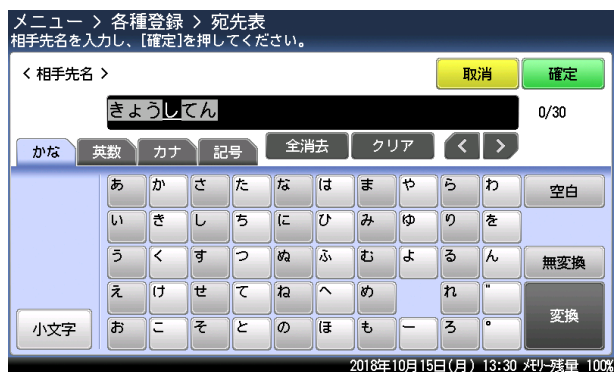 メニュー > 各種登録 > 宛先表
相手先名を入力し、[確定]を押してください。
< 相手先名 >
取消
確定
きょうしてん
0/30
かな 英数 カナ 記号 全消去 クリア < >
あ か さ た な は ま や ら わ 空白
い き し ち に ひ み ゆ り を
う く す つ ぬ ふ む よ る ん 無変換
え け せ て ね へ め れ ゛
小文字 お こ そ と の ほ も ー ろ ゜ 変換
2018年10月15日(月) 13:30 メモリー残量 100%